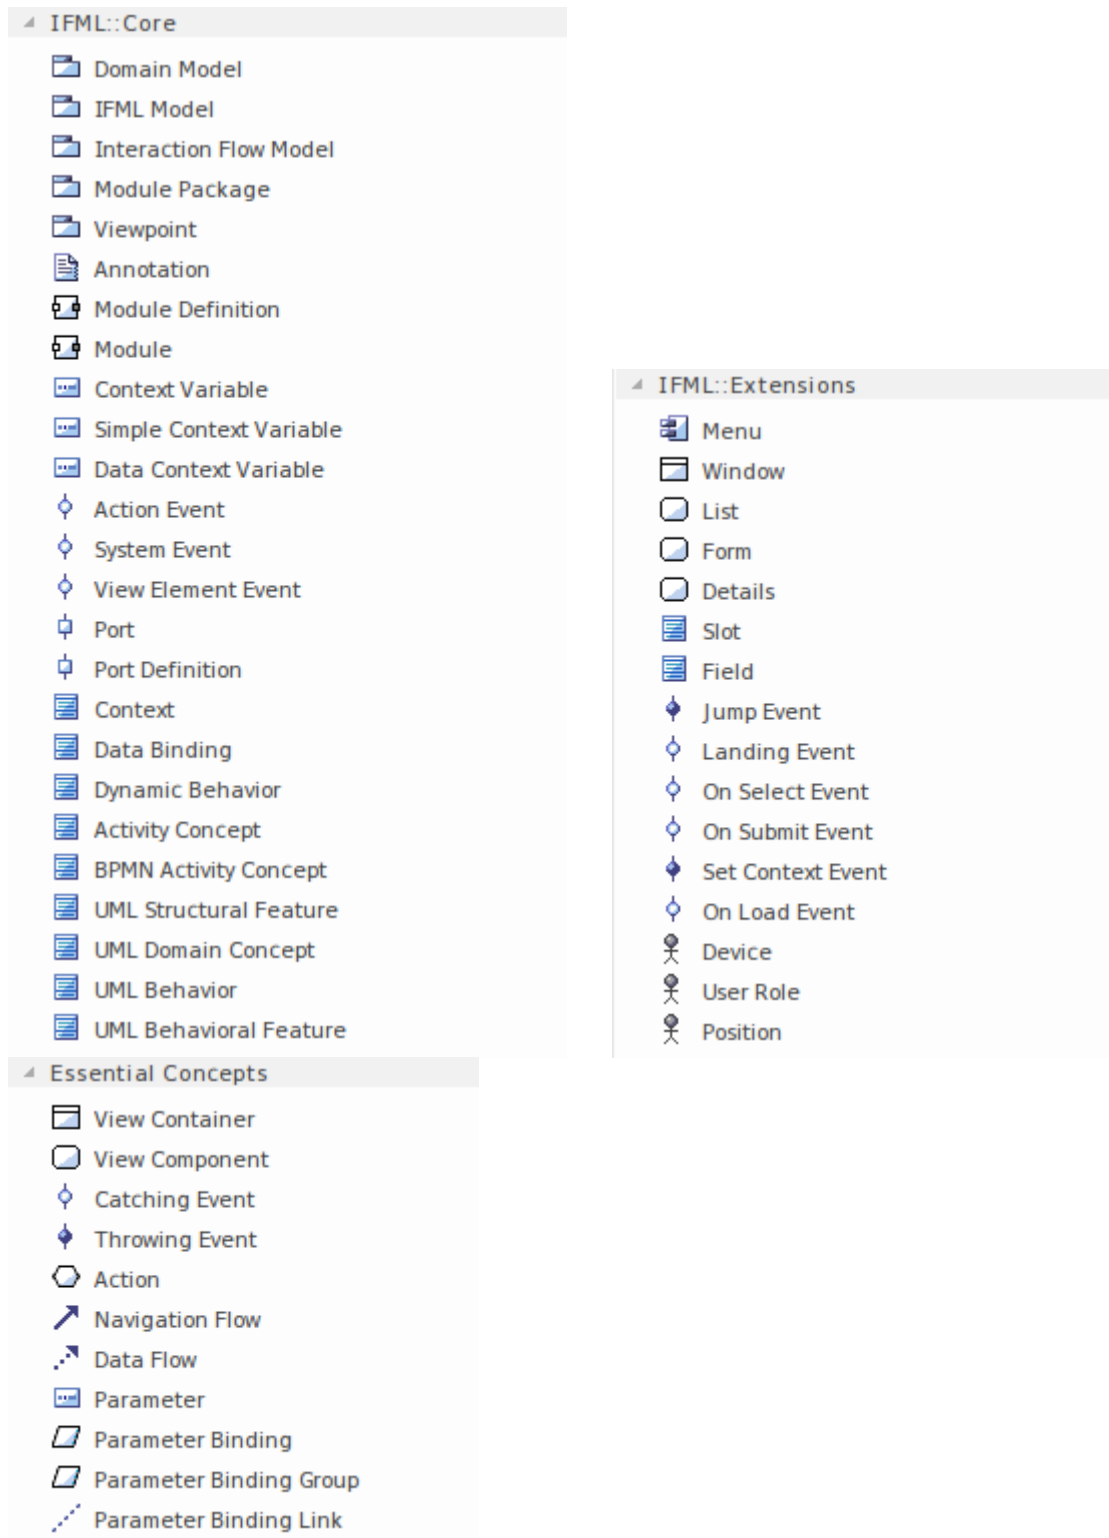 IFML::Core
Domain Model
IFML Model
Interaction Flow Model
Module Package
Viewpoint
Annotation
Module Definition
Module
Context Variable
Simple Context Variable
Data Context Variable
Action Event
System Event
View Element Event
Port
Port Definition
Context
Data Binding
Dynamic Behavior
Activity Concept
BPMN Activity Concept
UML Structural Feature
UML Domain Concept
UML Behavior
UML Behavioral Feature
IFML::Extensions
Menu
Window
List
Form
Details
Slot
Field
Jump Event
Landing Event
On Select Event
On Submit Event
Set Context Event
On Load Event
Device
User Role
Position
Essential Concepts
View Container
View Component
Catching Event
Throwing Event
Action
Navigation Flow
Data Flow
Parameter
Parameter Binding
Parameter Binding Group
Parameter Binding Link